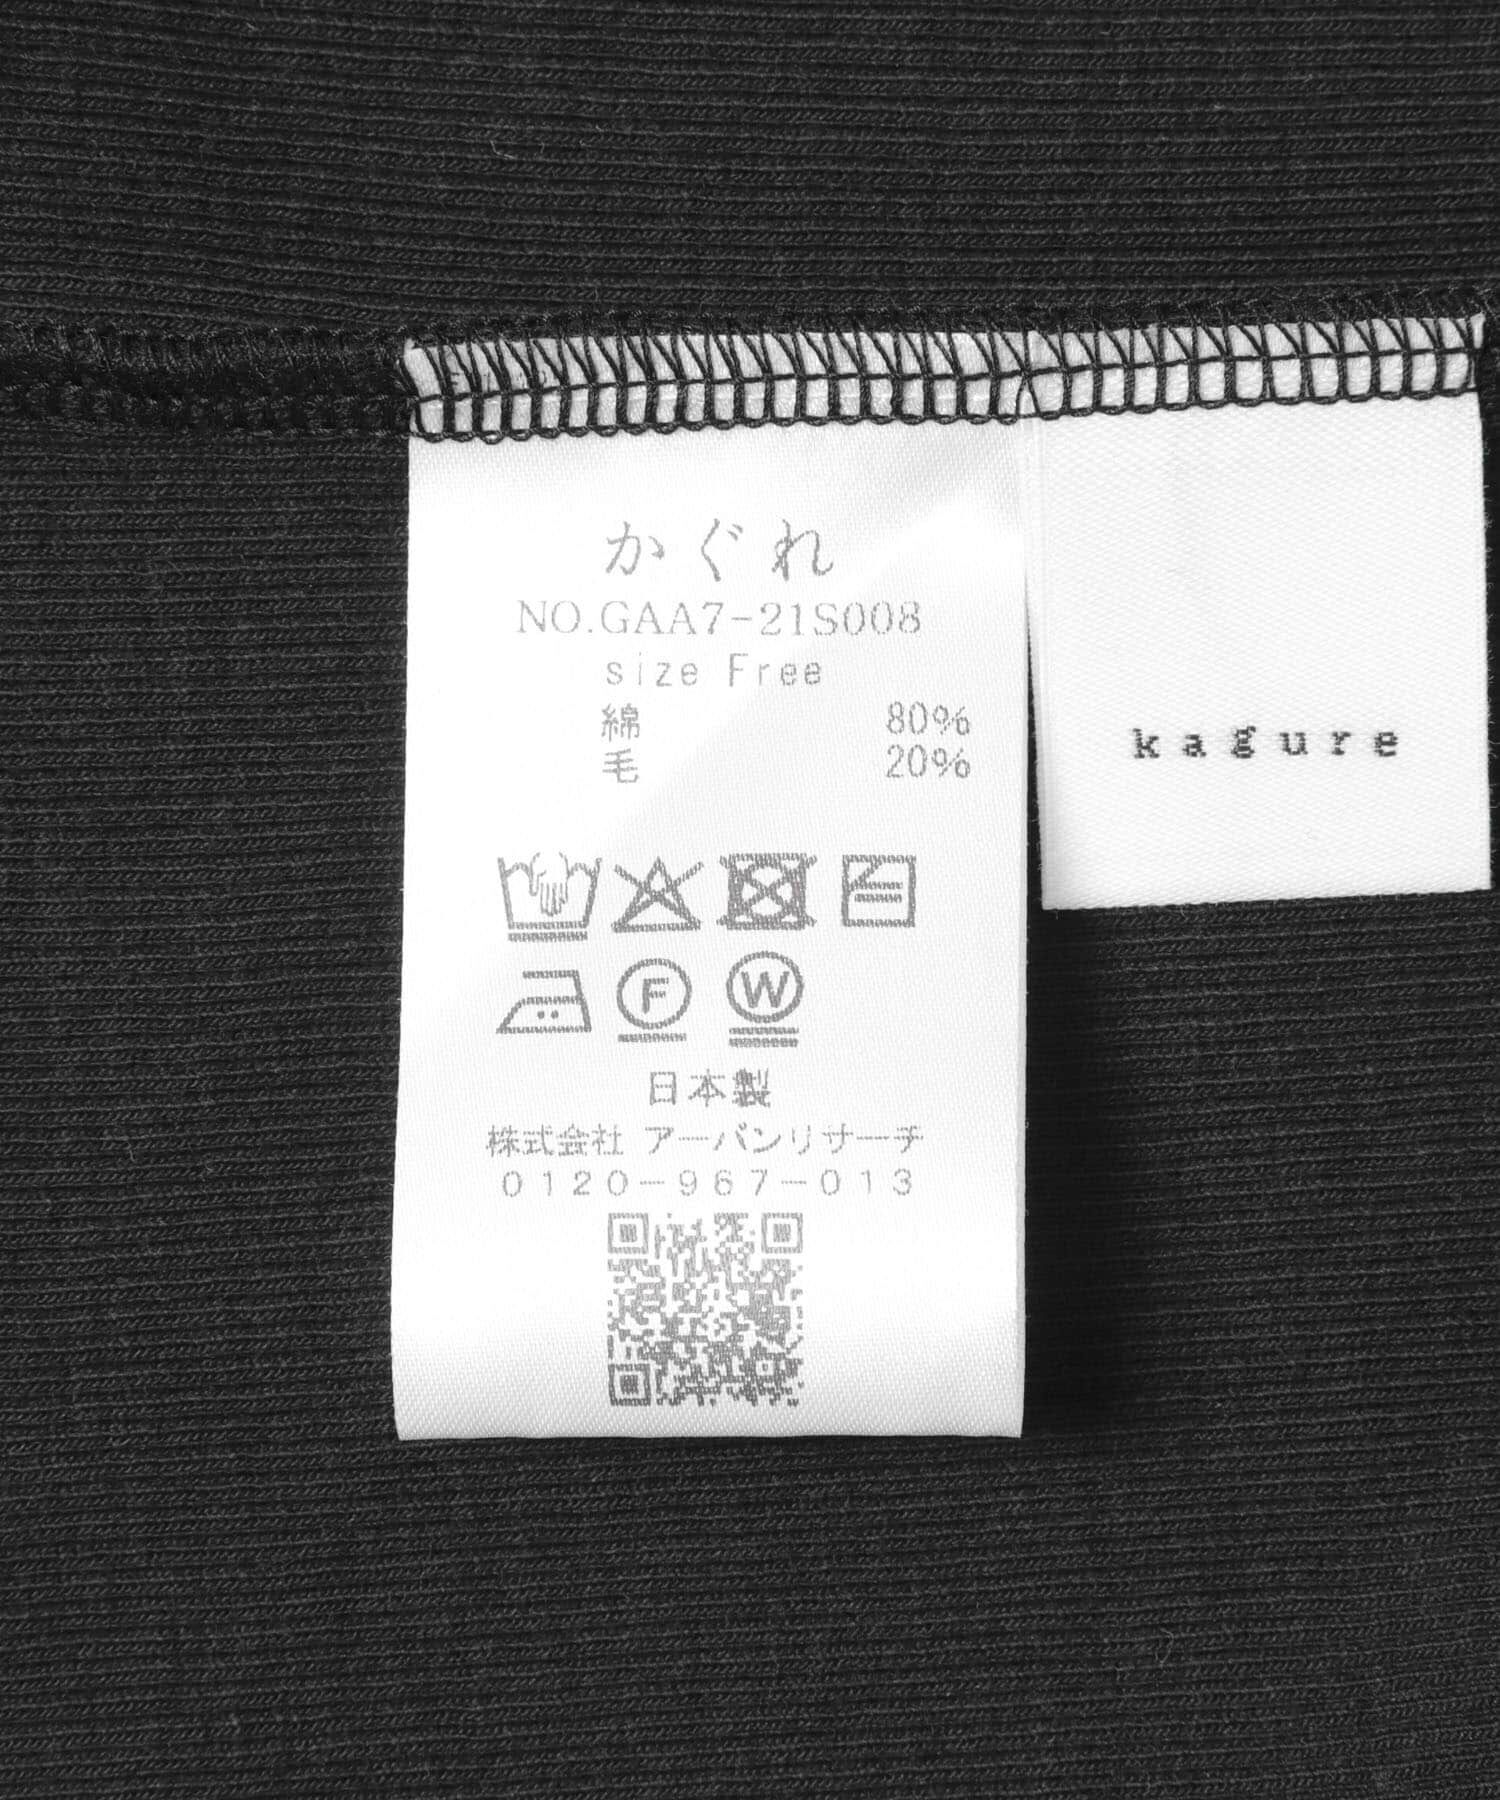 かぐれ
NO.GAA7-21S008
size Free
綿 80%
毛 20%
F
W
日本製
株式会社 アーバンリサーチ
0120-967-013
kagure